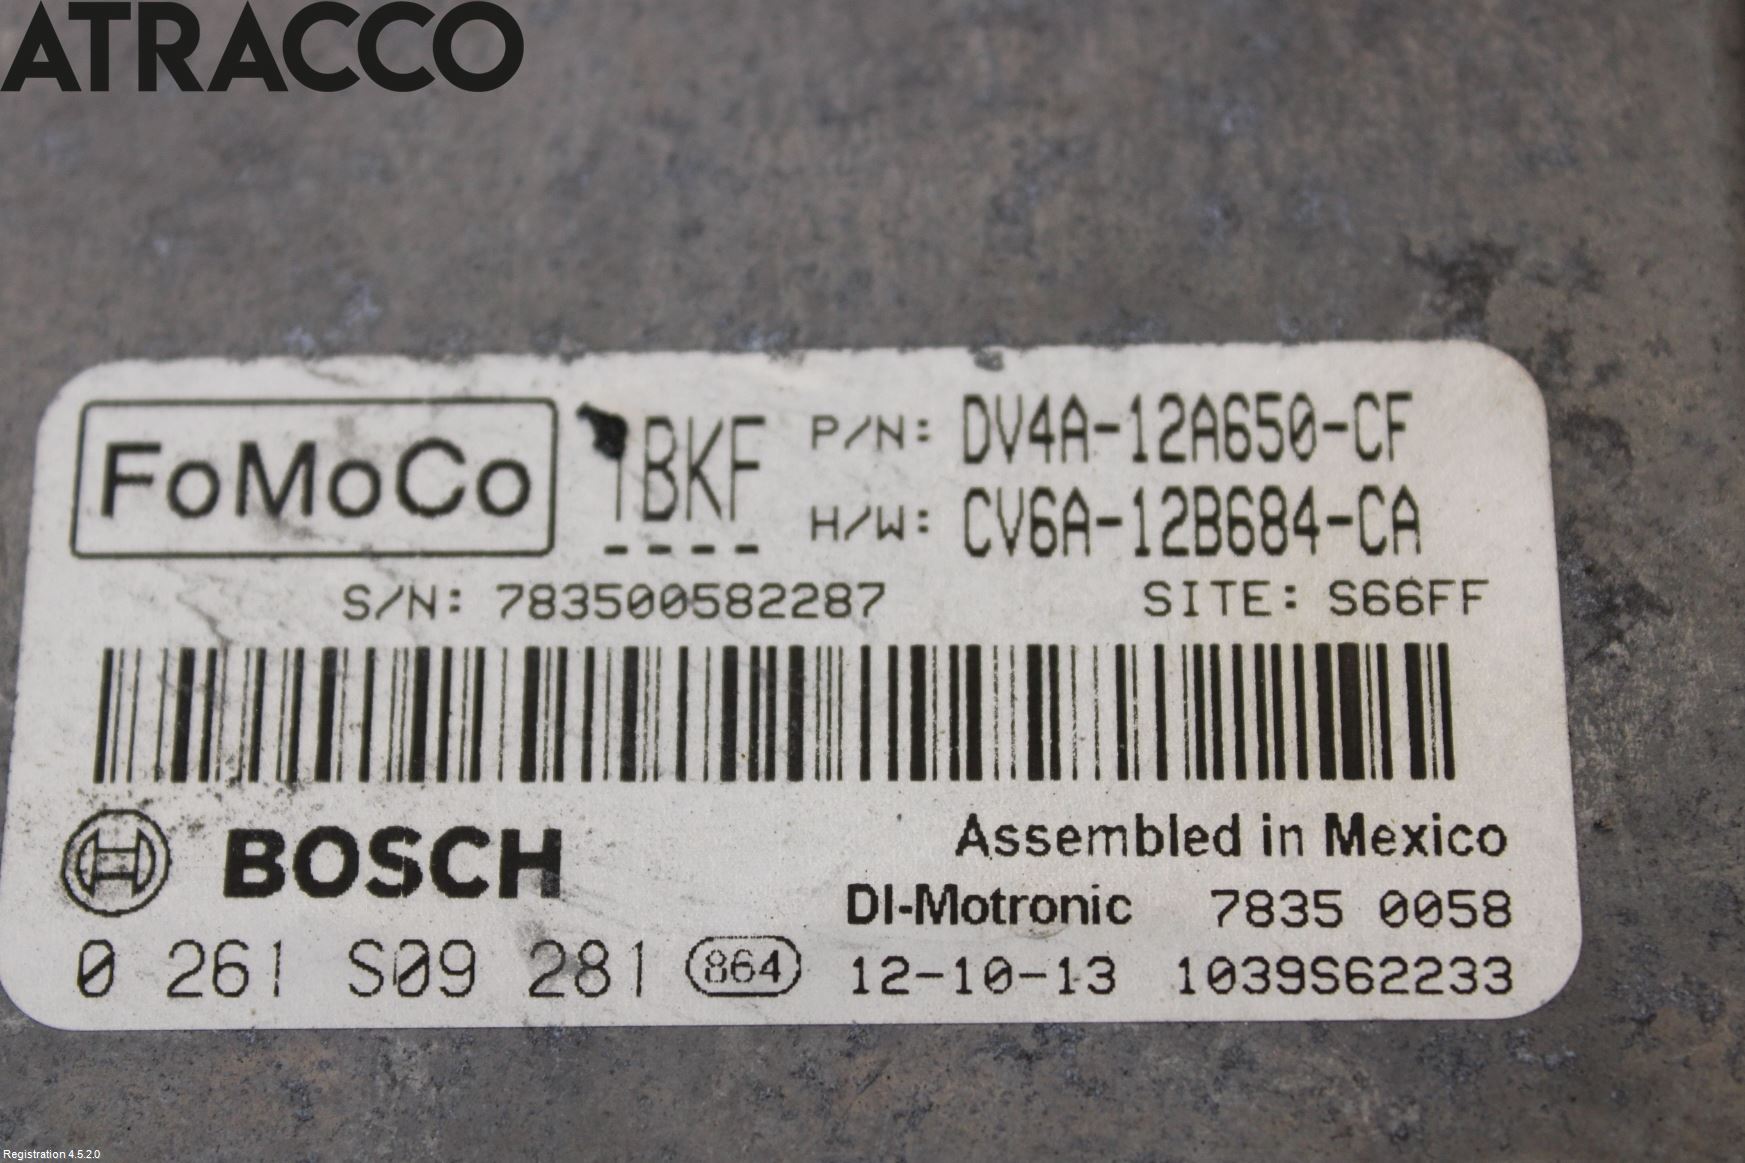 ATRACCO
FoMoCo 1BKF P/N: DV4A-12A650-CF
H/W: CV6A-12B684-CA
S/N: 783500582287 SITE: S66FF
BOSCH Assembled in Mexico
DI-Motronic 7835 0058
0 261 S09 281 864 12-10-13 1039S62233
Registration 4.5.2.0